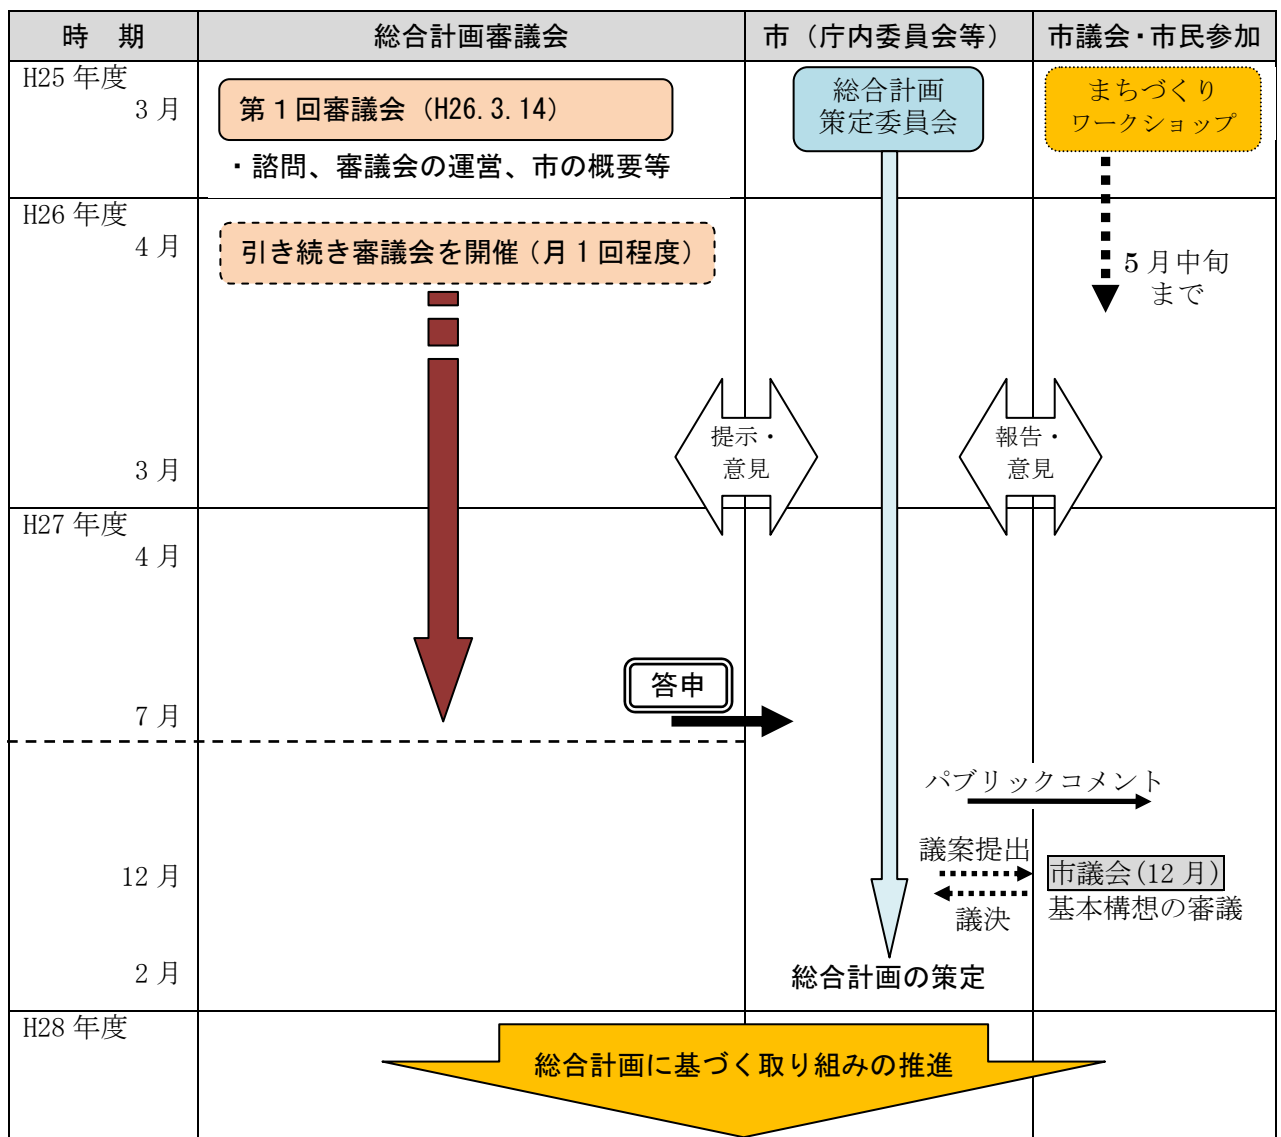 時　期
総合計画審議会
市（庁内委員会等）
市議会・市民参加
H25 年度
3 月
第１回審議会（H26.3.14）
・諮問、審議会の運営、市の概要等
総合計画
策定委員会
まちづくり
ワークショップ
H26 年度
4 月
引き続き審議会を開催（月１回程度）
5 月中旬
まで
提示・
意見
報告・
意見
3 月
H27 年度
4 月
答申
7 月
パブリックコメント
議案提出
12 月
市議会(12 月)
基本構想の審議
議決
2 月
総合計画の策定
H28 年度
総合計画に基づく取り組みの推進